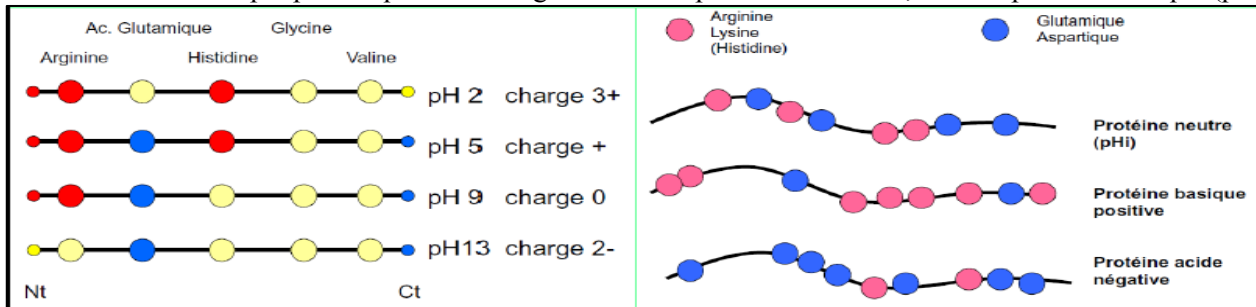 Ac. Glutamique Glycine
Arginine Histidine Valine
pH 2 charge 3+
pH 5 charge +
pH 9 charge 0
pH13 charge 2-
Nt Ct
Arginine
Lysine
(Histidine)
Glutamique
Aspartique
Protéine neutre
(pHi)
Protéine basique
positive
Protéine acide
négative